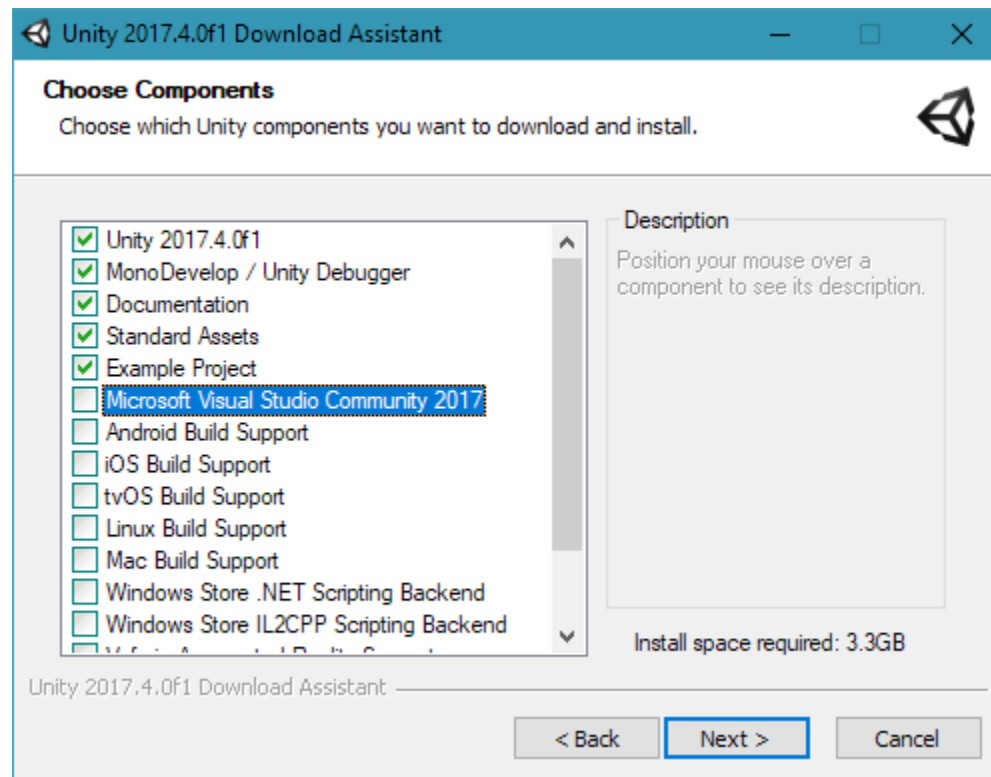 Unity 2017.4.0f1 Download Assistant
Choose Components
Choose which Unity components you want to download and install.
Unity 2017.4.0f1
MonoDevelop / Unity Debugger
Documentation
Standard Assets
Example Project
Microsoft Visual Studio Community 2017
Android Build Support
iOS Build Support
tvOS Build Support
Linux Build Support
Mac Build Support
Windows Store .NET Scripting Backend
Windows Store IL2CPP Scripting Backend
Description
Position your mouse over a
component to see its description.
Install space required: 3.3GB
Unity 2017.4.0f1 Download Assistant
< Back
Next >
Cancel